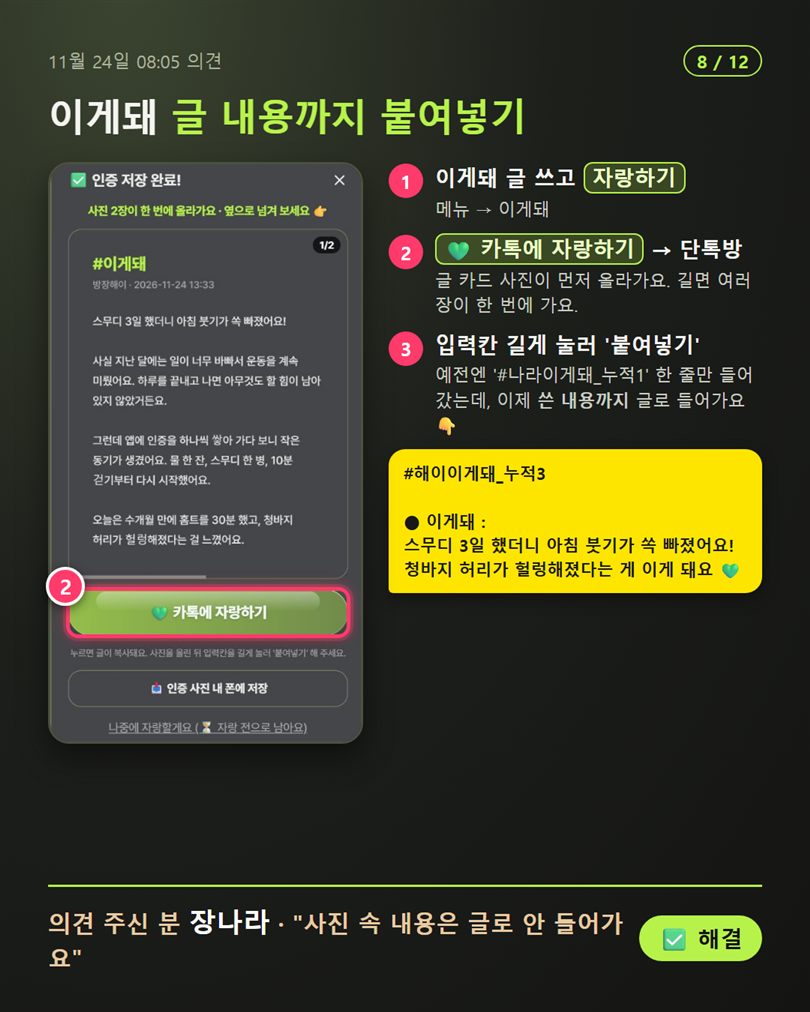 11월 24일 08:05 의견
8 / 12
이게돼 글 내용까지 붙여넣기
✅ 인증 저장 완료!
×
사진 2장이 한 번에 올라가요 · 옆으로 넘겨 보세요 👉
1/2
#이게돼
방장해이 · 2026-11-24 13:33
스무디 3일 했더니 아침 붓기가 쏙 빠졌어요!
사실 지난 달에는 일이 너무 바빠서 운동을 계속
미뤘어요. 하루를 끝내고 나면 아무것도 할 힘이 남아
있지 않았거든요.
그런데 앱에 인증을 하나씩 쌓아 가다 보니 작은
동기가 생겼어요. 물 한 잔, 스무디 한 병, 10분
걷기부터 다시 시작했어요.
오늘은 수개월 만에 홈트를 30분 했고, 청바지
허리가 헐렁해졌다는 걸 느꼈어요.
2
💚 카톡에 자랑하기
누르면 글이 복사돼요. 사진을 올린 뒤 입력칸을 길게 눌러 '붙여넣기' 해 주세요.
📩 인증 사진 내 폰에 저장
나중에 자랑할게요 (⏳ 자랑 전으로 남아요)
1 이게돼 글 쓰고 자랑하기
메뉴 → 이게돼
2 💚 카톡에 자랑하기 → 단톡방
글 카드 사진이 먼저 올라가요. 길면 여러
장이 한 번에 가요.
3 입력칸 길게 눌러 '붙여넣기'
예전엔 '#나라이게돼_누적1' 한 줄만 들어
갔는데, 이제 쓴 내용까지 글로 들어가요
👇
#해이이게돼_누적3
● 이게돼 :
스무디 3일 했더니 아침 붓기가 쏙 빠졌어요!
청바지 허리가 헐렁해졌다는 게 이게 돼요 💚
의견 주신 분 장나라 · "사진 속 내용은 글로 안 들어가
요"
✅ 해결